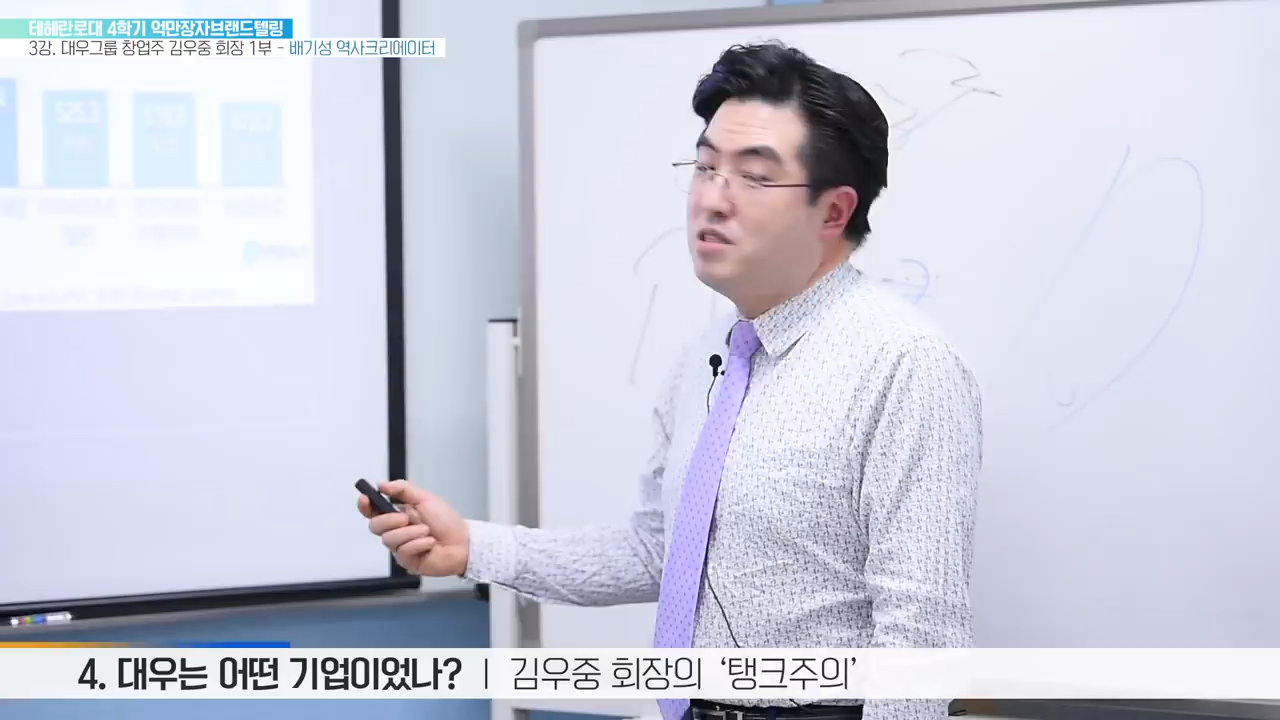 테헤란로대 4학기 억만장자브랜드텔링
3강. 대우그룹 창업주 김우중 회장 1부 - 배기성 역사크리에이터
525.3
4. 대우는 어떤 기업이었나? | 김우중 회장의 ‘탱크주의’